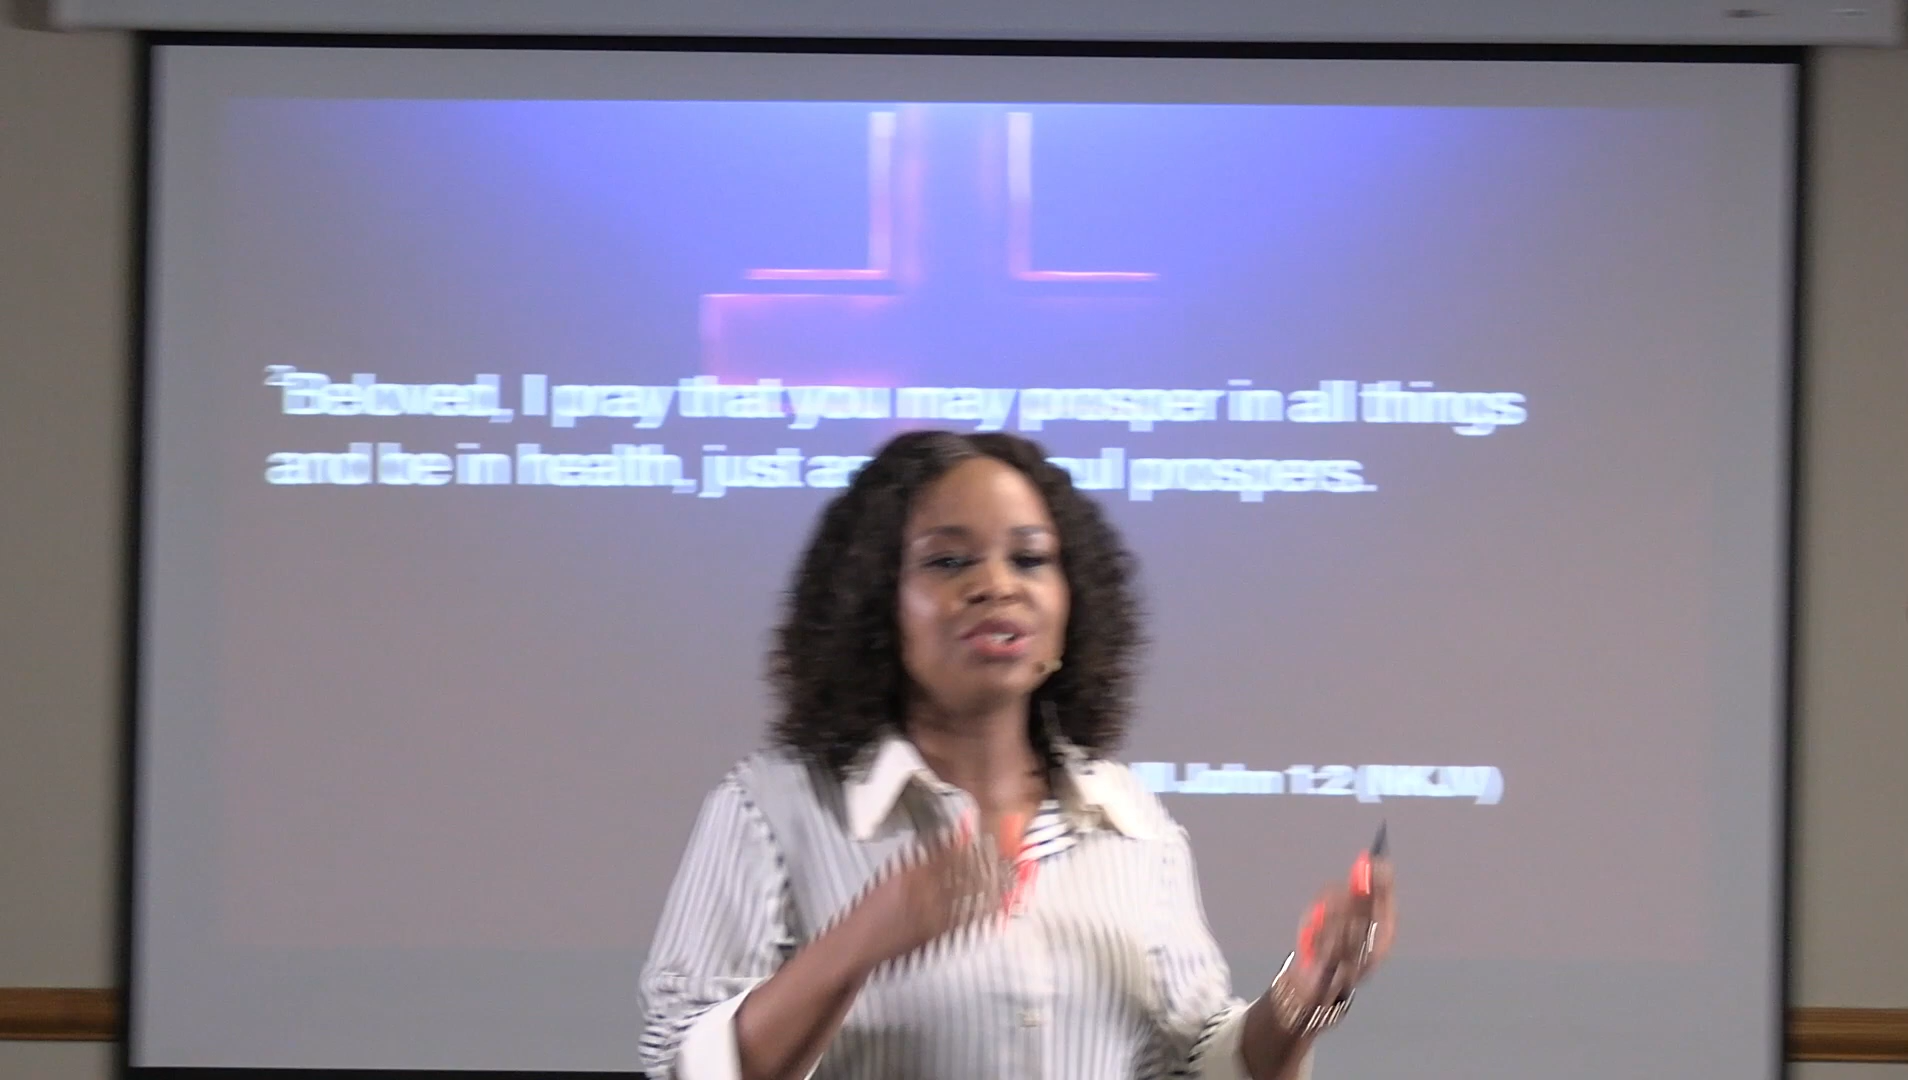 ²Beloved, I pray that you may prosper in all things
and be in health, just as soul prospers.
John 1:2 (NKJV)